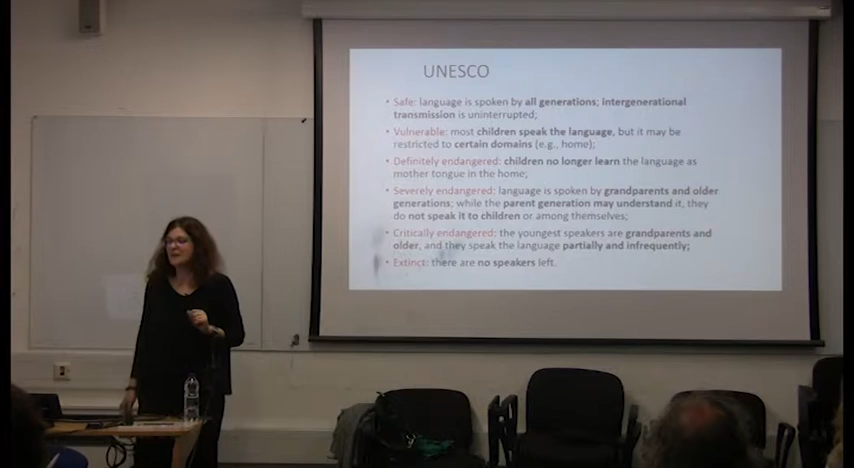 UNESCO
• Safe: language is spoken by all generations; intergenerational
transmission is uninterrupted;
• Vulnerable: most children speak the language, but it may be
restricted to certain domains (e.g., home);
• Definitely endangered: children no longer learn the language as
mother tongue in the home;
• Severely endangered: language is spoken by grandparents and older
generations; while the parent generation may understand it, they
do not speak it to children or among themselves;
• Critically endangered: the youngest speakers are grandparents and
older, and they speak the language partially and infrequently;
• Extinct: there are no speakers left.